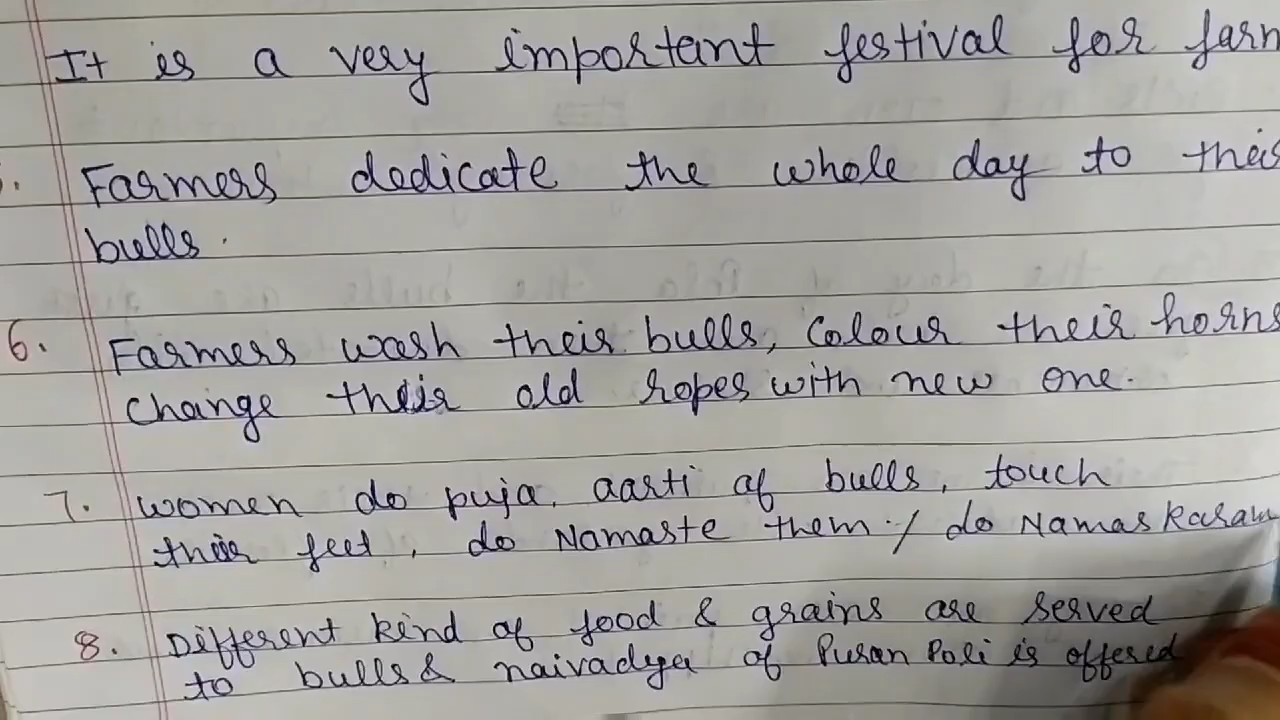 It is a very important festival for farm
5. Farmers dedicate the whole day to their
bulls.
6. Farmers wash their bulls, colour their horns
change their old ropes with new one.
7. women do puja, aarti of bulls, touch
their feet, do Namaste them. / do Namaskaram
8. Different kind of food & grains are served
to bulls & naivadya of Puran Poli is offered